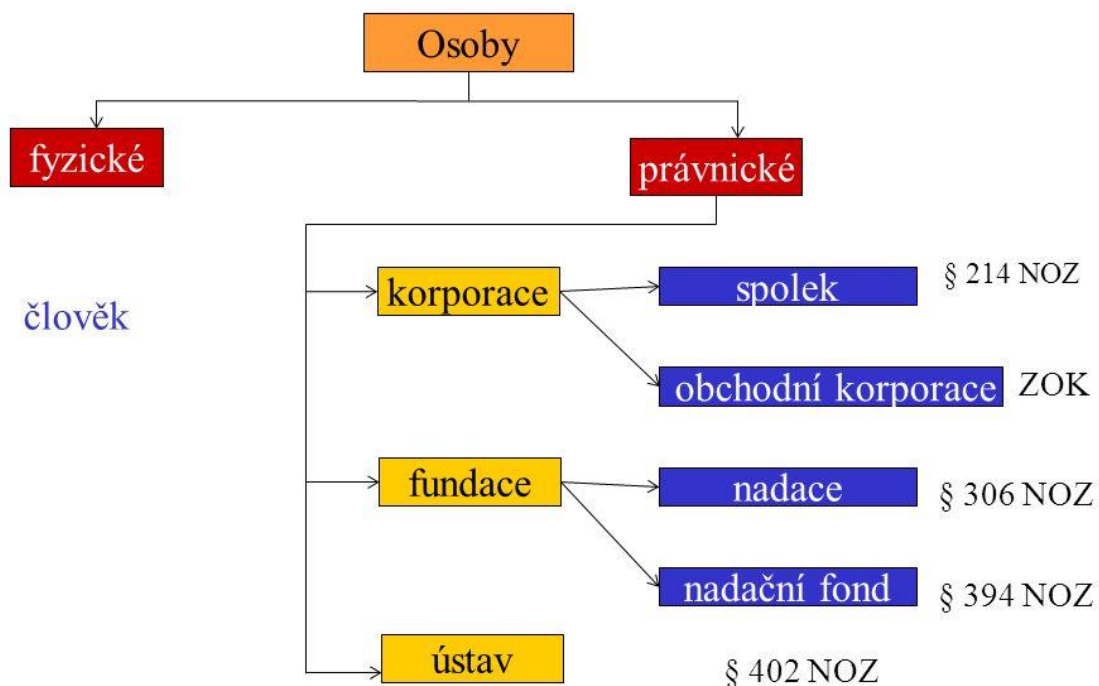 Osoby
fyzické
právnické
člověk
korporace
spolek
§ 214 NOZ
obchodní korporace
ZOK
fundace
nadace
§ 306 NOZ
nadační fond
§ 394 NOZ
ústav
§ 402 NOZ